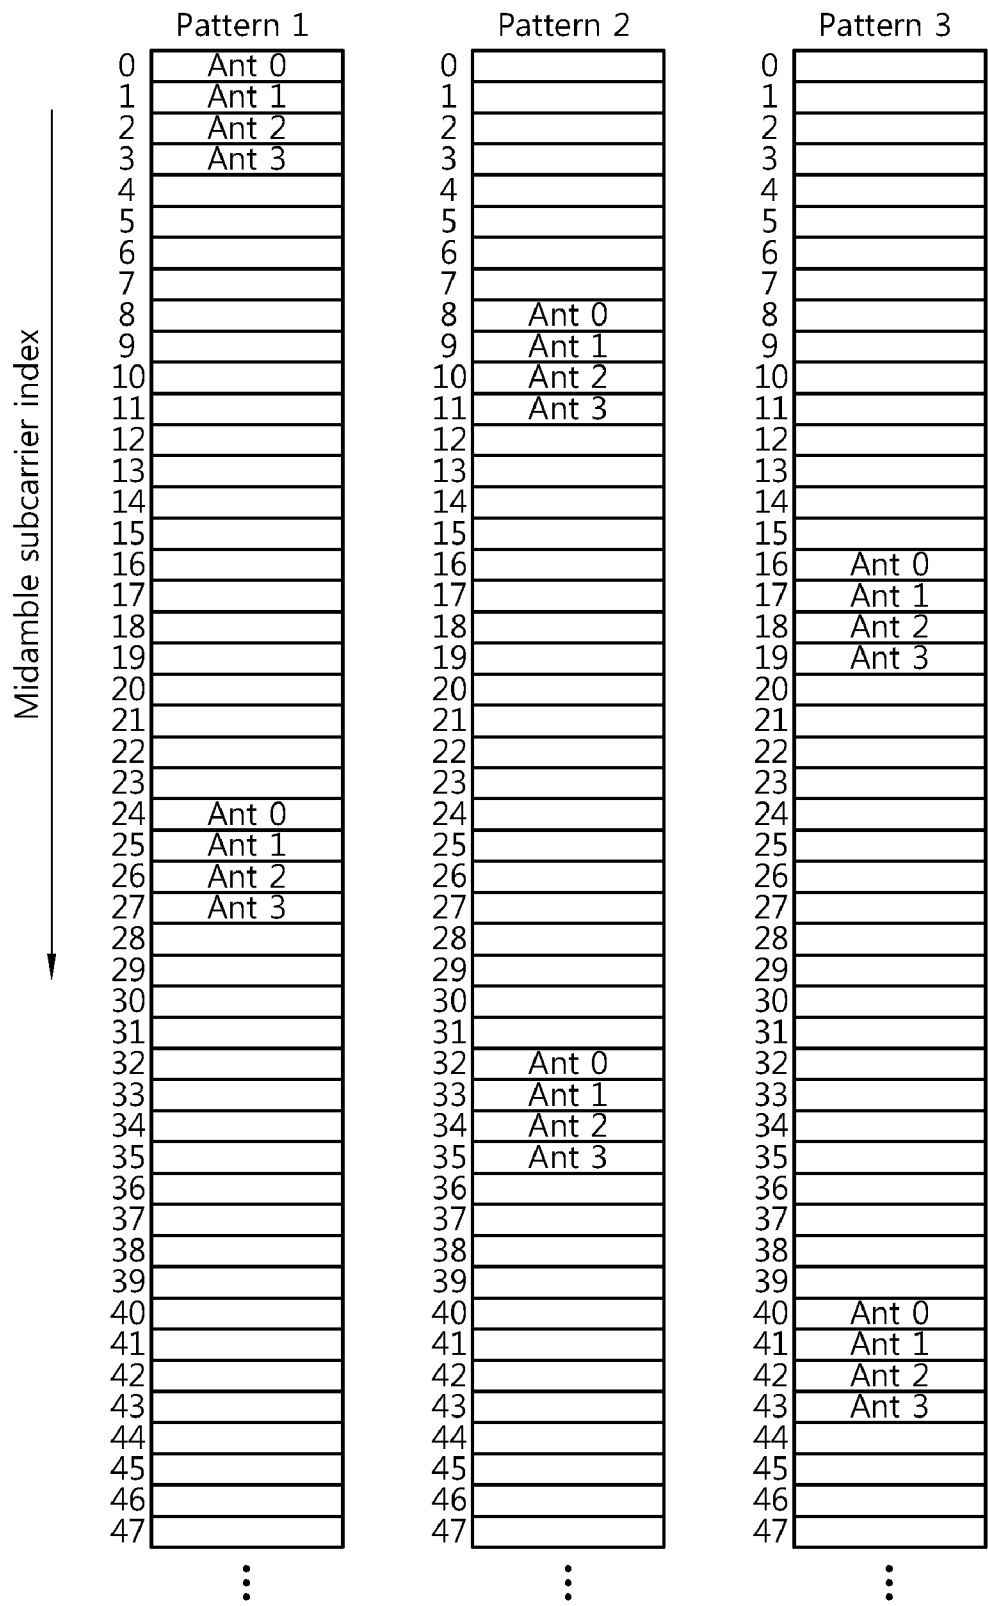 Pattern 1 Pattern 2 Pattern 3
Midamble subcarrier index
0 Ant 0 0 0
1 Ant 1 1 1
2 Ant 2 2 2
3 Ant 3 3 3
4 4 4
5 5 5
6 6 6
7 7 7
8 8 Ant 0 8
9 9 Ant 1 9
10 10 Ant 2 10
11 11 Ant 3 11
12 12 12
13 13 13
14 14 14
15 15 15
16 16 16 Ant 0
17 17 17 Ant 1
18 18 18 Ant 2
19 19 19 Ant 3
20 20 20
21 21 21
22 22 22
23 23 23
24 Ant 0 24 24
25 Ant 1 25 25
26 Ant 2 26 26
27 Ant 3 27 27
28 28 28
29 29 29
30 30 30
31 31 31
32 32 Ant 0 32
33 33 Ant 1 33
34 34 Ant 2 34
35 35 Ant 3 35
36 36 36
37 37 37
38 38 38
39 39 39
40 40 40 Ant 0
41 41 41 Ant 1
42 42 42 Ant 2
43 43 43 Ant 3
44 44 44
45 45 45
46 46 46
47 47 47